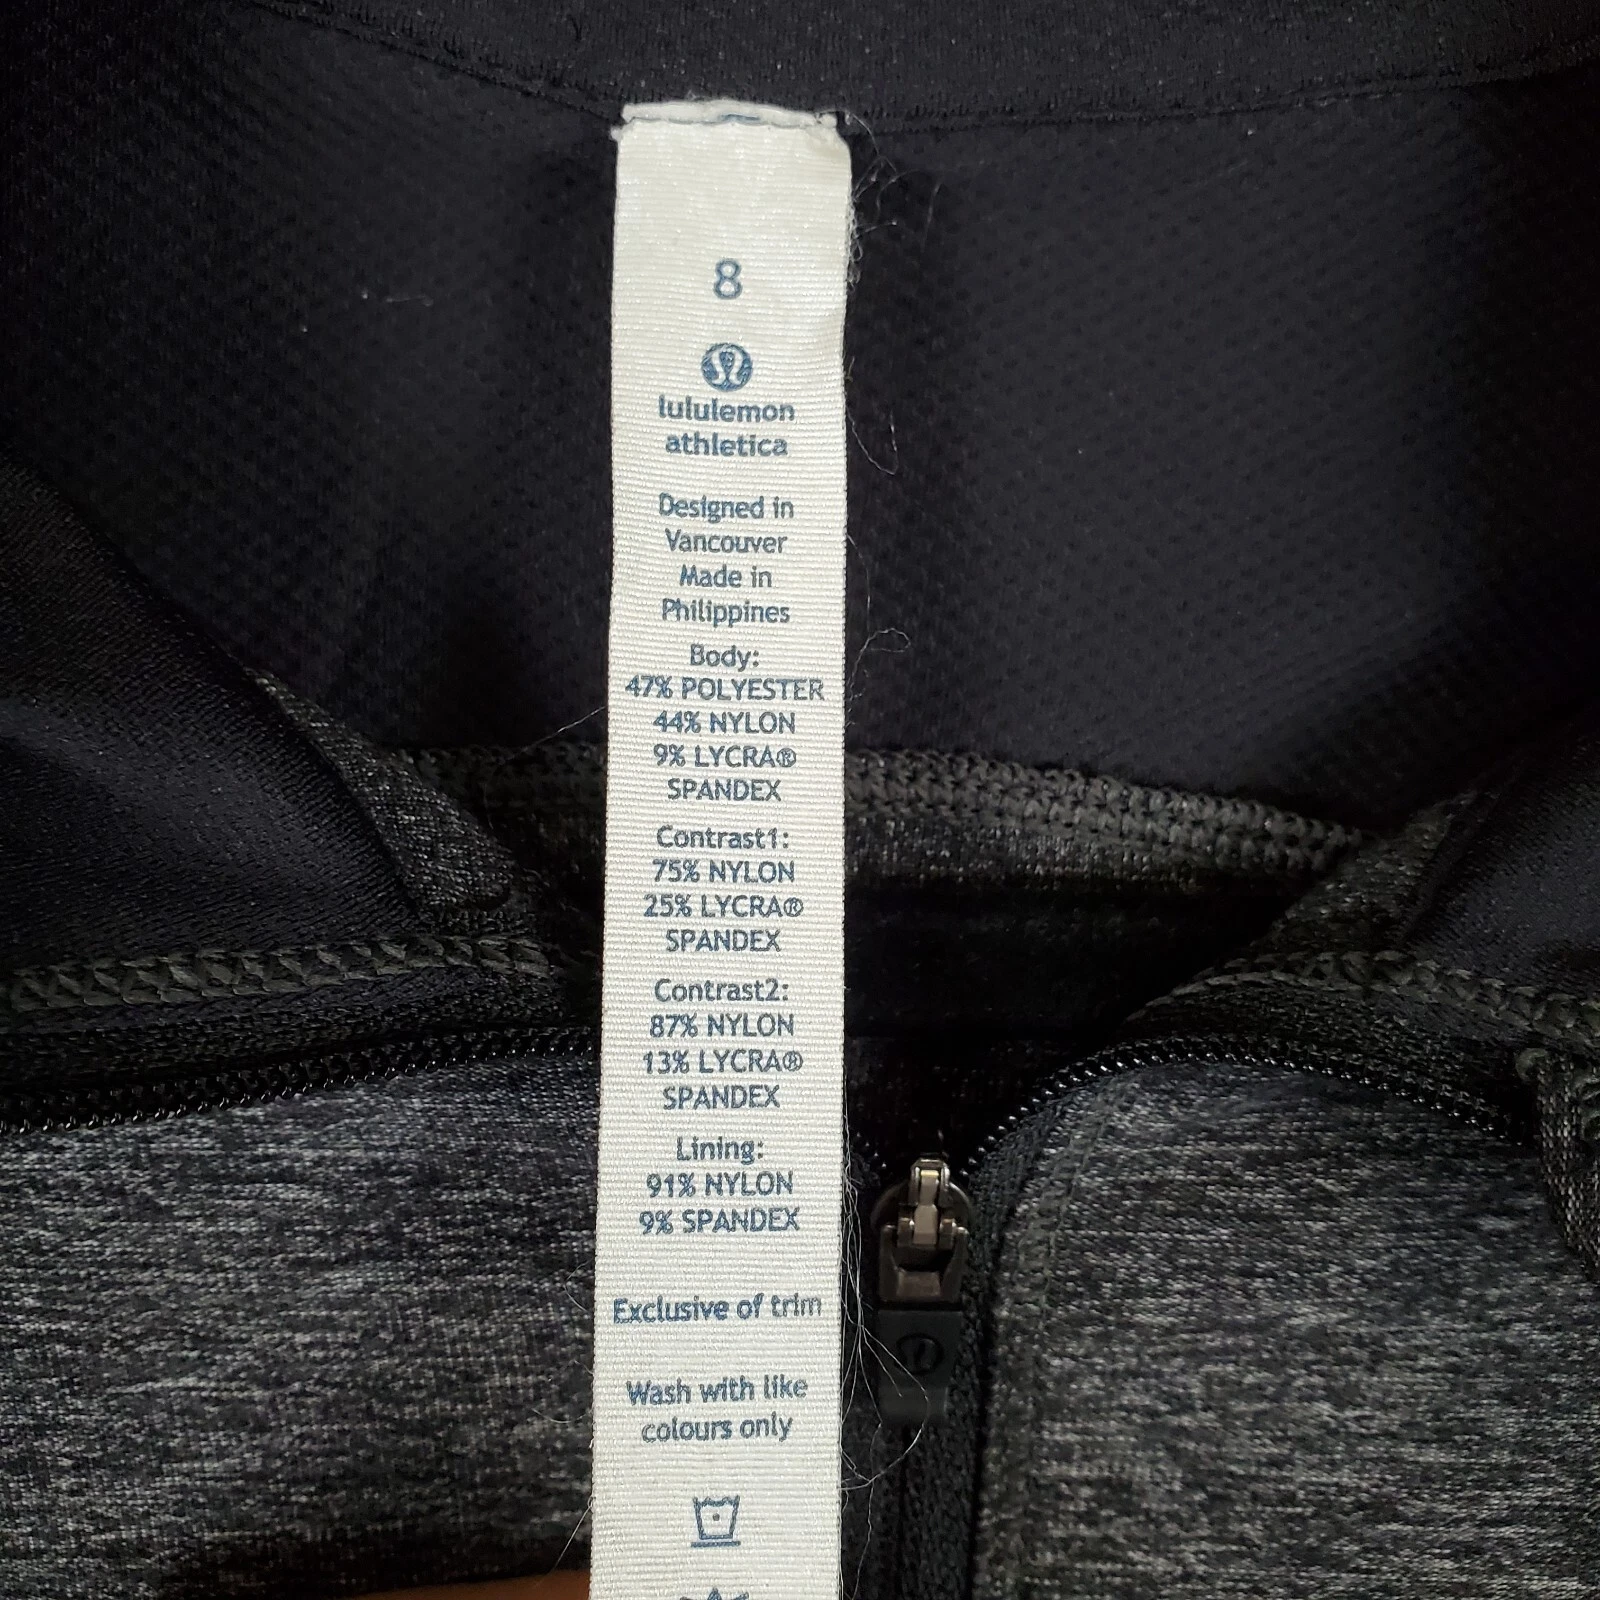 8
lululemon
athletica
Designed in
Vancouver
Made in
Philippines
Body:
47% POLYESTER
44% NYLON
9% LYCRA®
SPANDEX
Contrast1:
75% NYLON
25% LYCRA®
SPANDEX
Contrast2:
87% NYLON
13% LYCRA®
SPANDEX
Lining:
91% NYLON
9% SPANDEX
Exclusive of trim
Wash with like
colours only